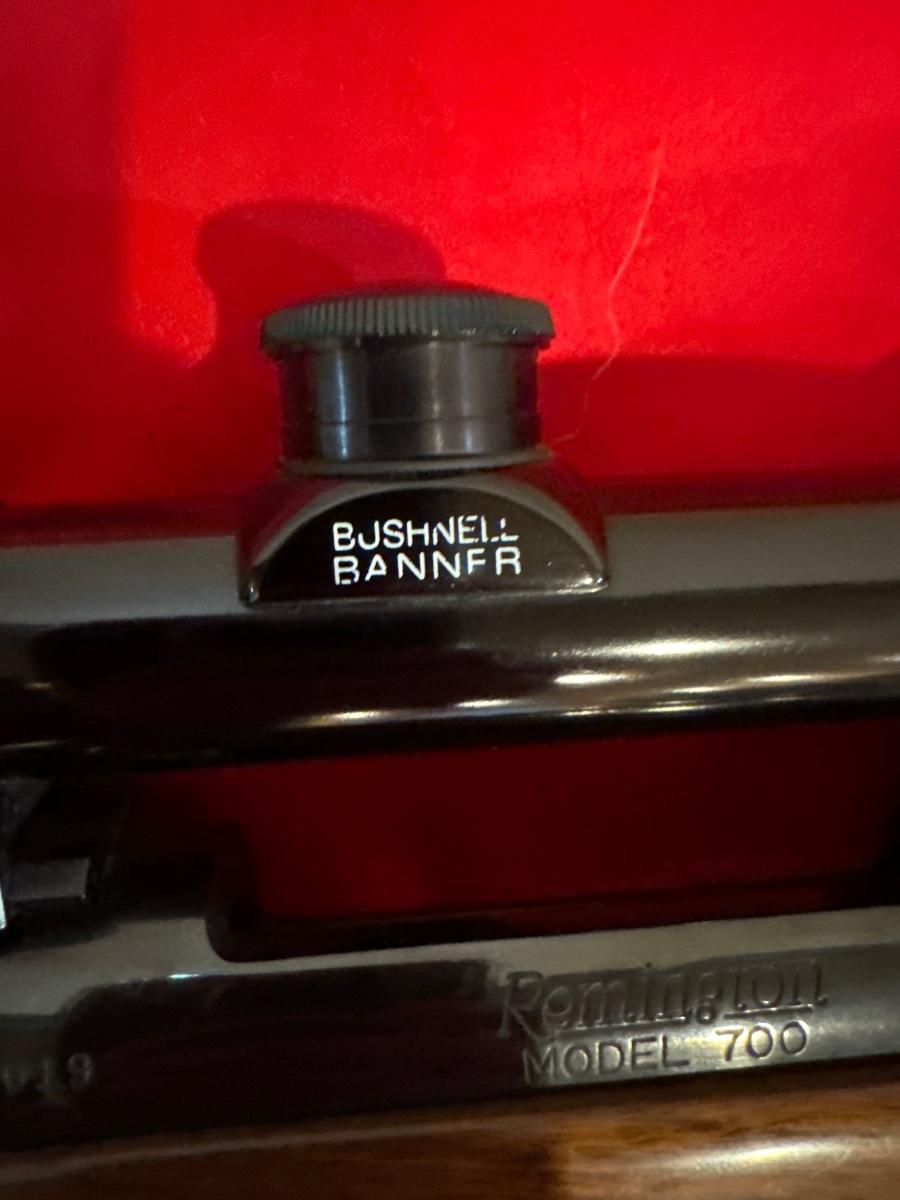 BUSHNELL
BANNER
Remington
MODEL 700